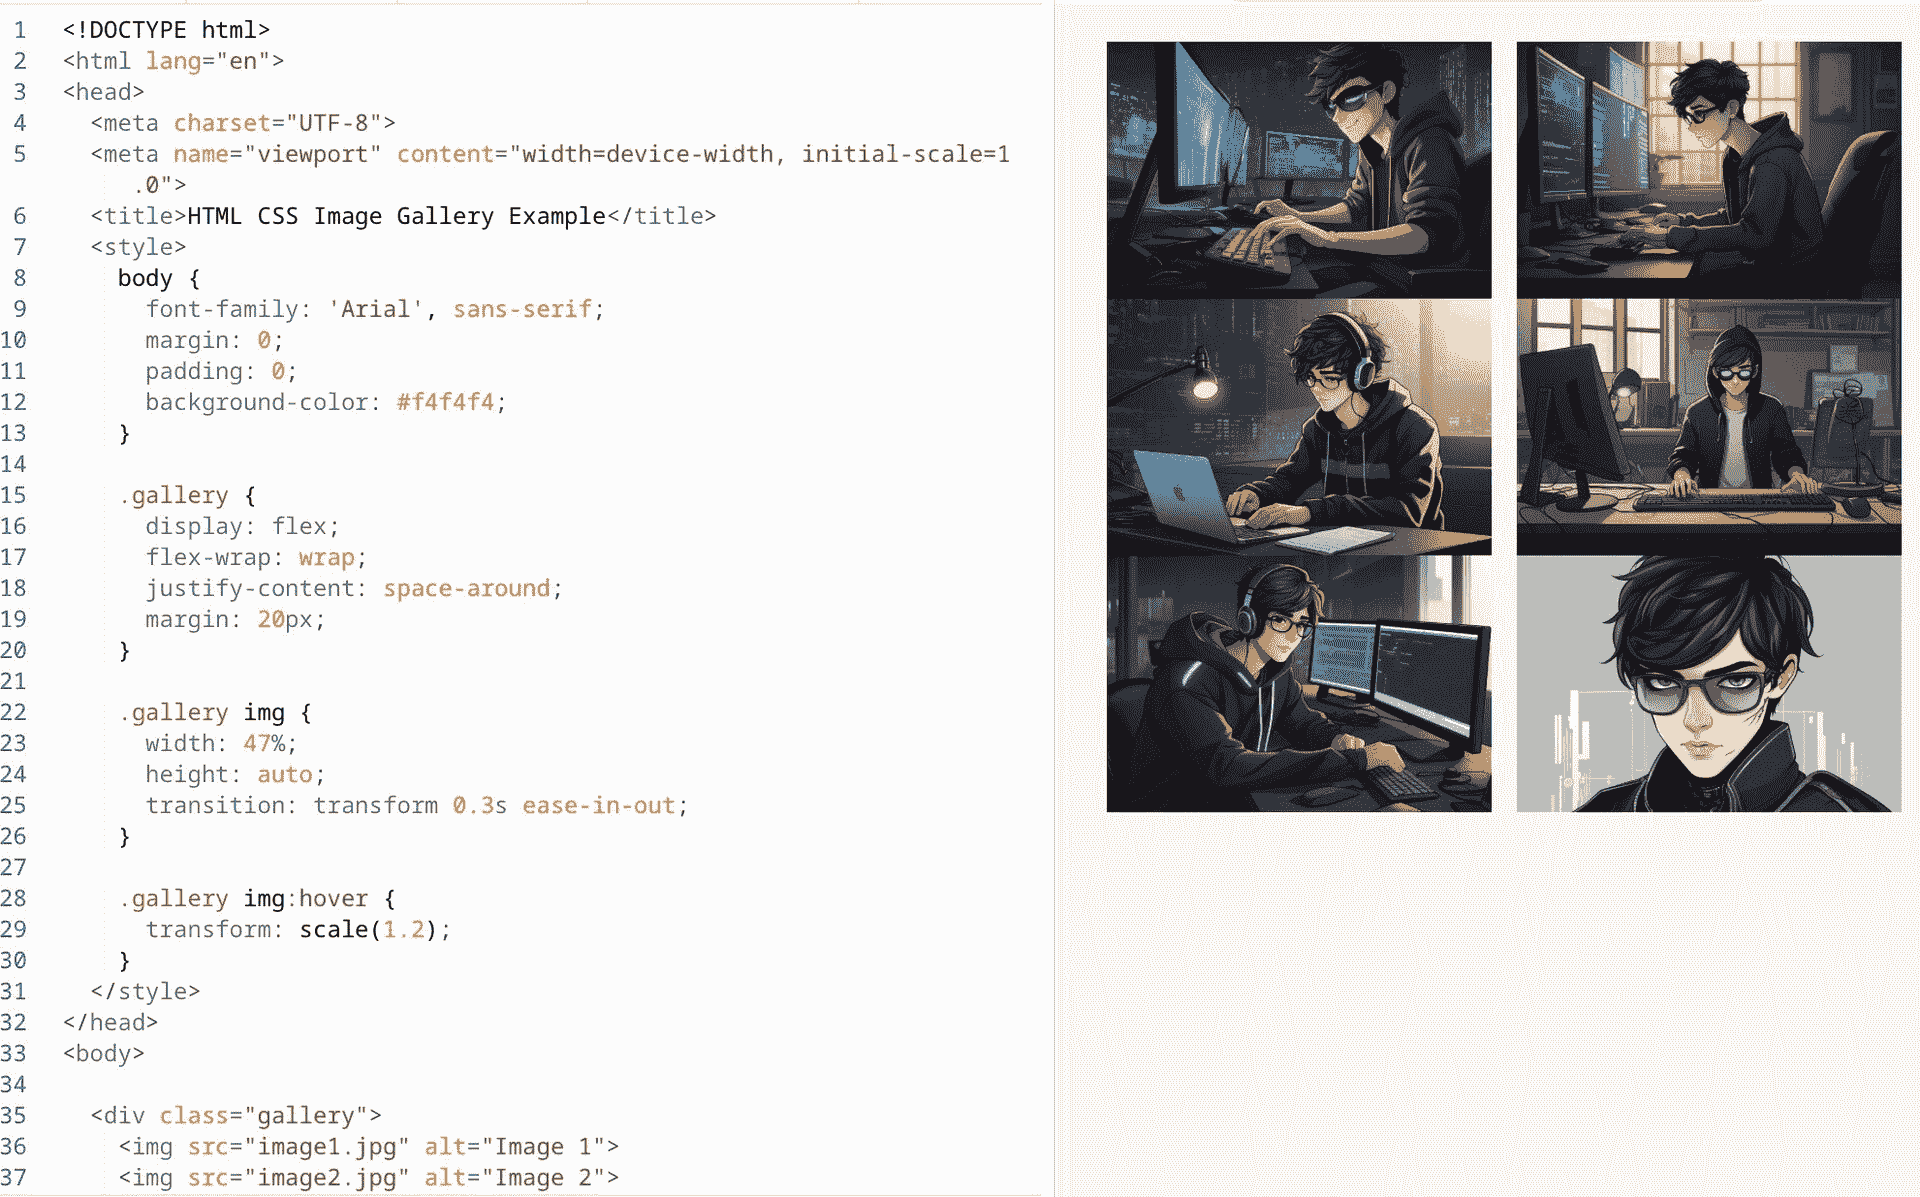 1 <!DOCTYPE html>
2 <html lang="en">
3 <head>
4 <meta charset="UTF-8">
5 <meta name="viewport" content="width=device-width, initial-scale=1
.0">
6 <title>HTML CSS Image Gallery Example</title>
7 <style>
8 body {
9 font-family: 'Arial', sans-serif;
10 margin: 0;
11 padding: 0;
12 background-color: #f4f4f4;
13 }
14
15 .gallery {
16 display: flex;
17 flex-wrap: wrap;
18 justify-content: space-around;
19 margin: 20px;
20 }
21
22 .gallery img {
23 width: 47%;
24 height: auto;
25 transition: transform 0.3s ease-in-out;
26 }
27
28 .gallery img:hover {
29 transform: scale(1.2);
30 }
31 </style>
32 </head>
33 <body>
34
35 <div class="gallery">
36 <img src="image1.jpg" alt="Image 1">
37 <img src="image2.jpg" alt="Image 2">